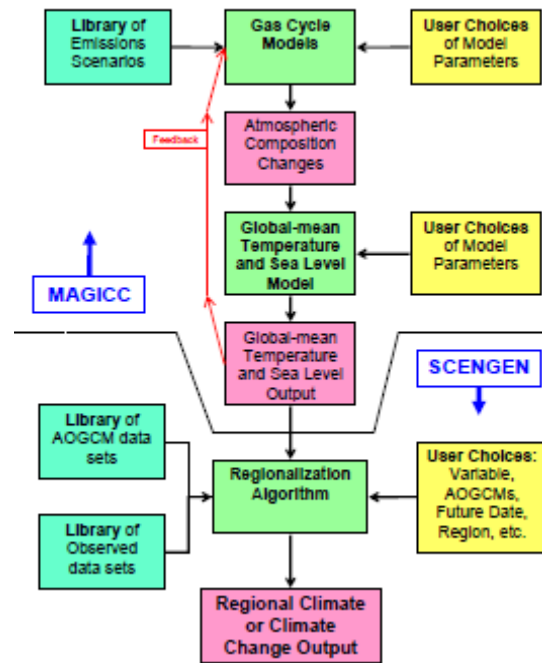 Library of
Emissions
Scenarios
Gas Cycle
Models
User Choices
of Model
Parameters
Feedback
Atmospheric
Composition
Changes
Global-mean
Temperature
and Sea Level
Model
User Choices
of Model
Parameters
MAGICC
Global-mean
Temperature
and Sea Level
Output
SCENGEN
Library of
AOGCM data
sets
Regionalization
Algorithm
User Choices:
Variable,
AOGCMs,
Future Date,
Region, etc.
Library of
Observed
data sets
Regional Climate
or Climate
Change Output